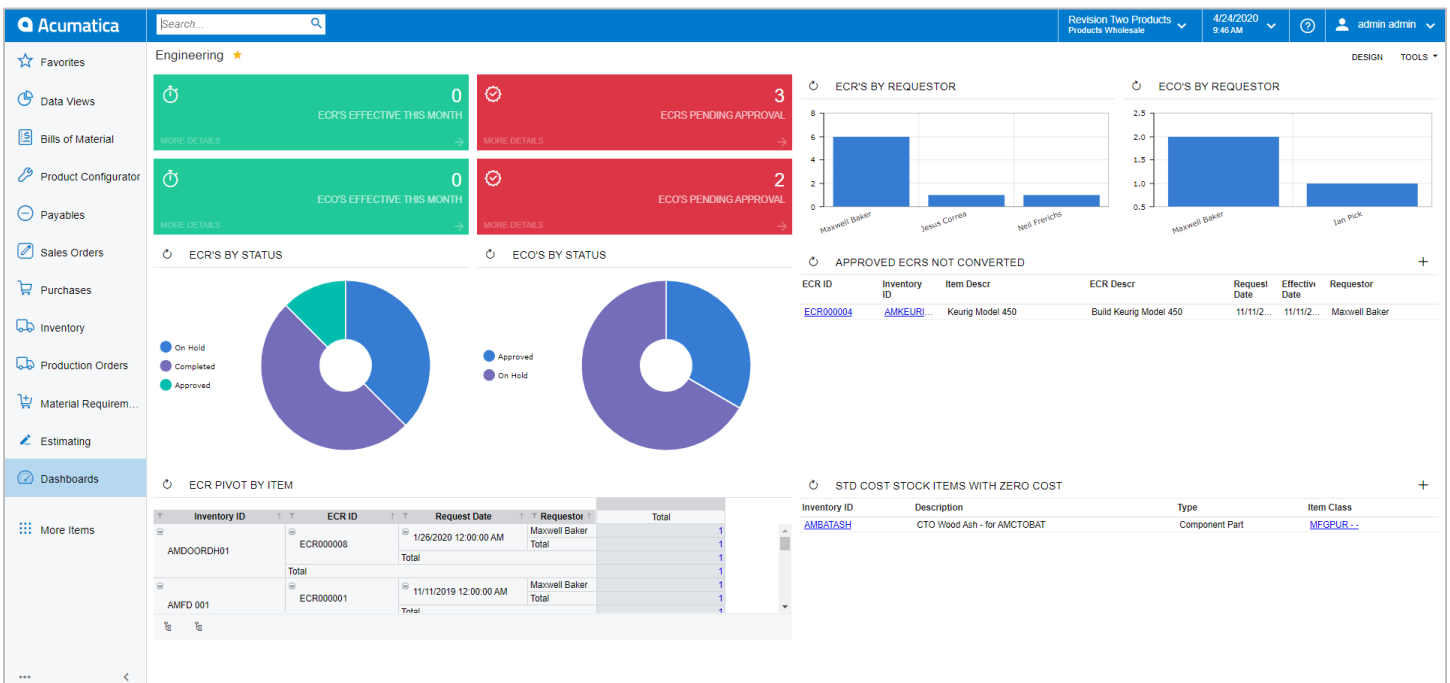 Acumatica
Search...
Revision Two Products
Products Wholesale
4/24/2020
9:46 AM
admin admin
Favorites
Data Views
Bills of Material
Product Configurator
Payables
Sales Orders
Purchases
Inventory
Production Orders
Material Requirem...
Estimating
Dashboards
More Items
Engineering
DESIGN TOOLS
0
ECR'S EFFECTIVE THIS MONTH
MORE DETAILS
3
ECRS PENDING APPROVAL
MORE DETAILS
0
ECO'S EFFECTIVE THIS MONTH
MORE DETAILS
2
ECO'S PENDING APPROVAL
MORE DETAILS
ECR'S BY REQUESTOR
8
6
4
2
0
Maxwell Baker
Jesus Correa
Neil Frerichs
ECO'S BY REQUESTOR
2.5
2.0
1.5
1.0
0.5
Maxwell Baker
Ian Pick
ECR'S BY STATUS
On Hold
Completed
Approved
ECO'S BY STATUS
Approved
On Hold
APPROVED ECRS NOT CONVERTED
ECR ID Inventory ID Item Descr ECR Descr Request Date Effectiv Date Requestor
ECR000004 AMKEURI... Keurig Model 450 Build Keurig Model 450 11/11/2... 11/11/2... Maxwell Baker
ECR PIVOT BY ITEM
Inventory ID ECR ID Request Date Requestor Total
AMDOORDH01 ECR000008 1/26/2020 12:00:00 AM Maxwell Baker 1
Total 1
Total 1
Total 1
AMFD 001 ECR000001 11/11/2019 12:00:00 AM Maxwell Baker 1
Total 1
Total 1
STD COST STOCK ITEMS WITH ZERO COST
Inventory ID Description Type Item Class
AMBATASH CTO Wood Ash - for AMCTOBAT Component Part MFGPUR - -